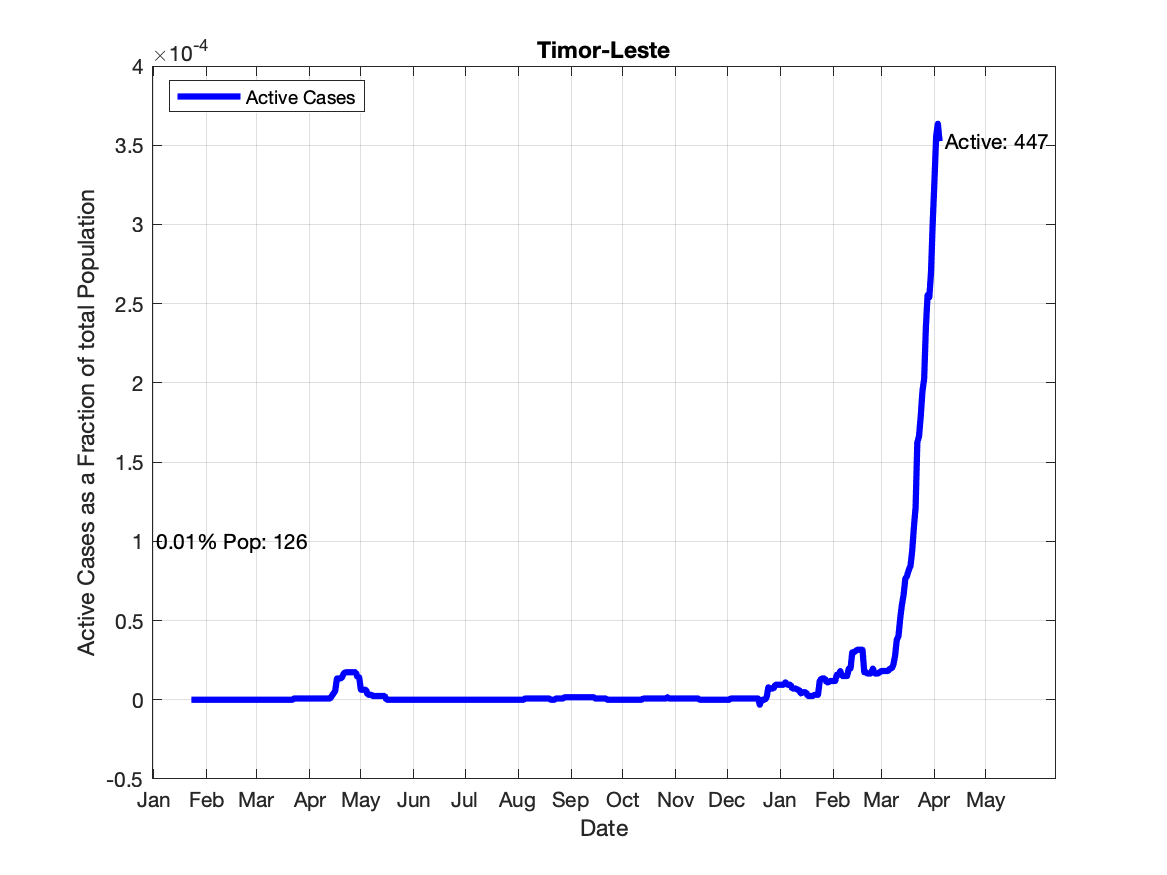 Timor-Leste
×10-4
Active Cases
4
3.5
3
2.5
2
1.5
1
0.5
0
-0.5
Active: 447
0.01% Pop: 126
Active Cases as a Fraction of total Population
Jan Feb Mar Apr May Jun Jul Aug Sep Oct Nov Dec Jan Feb Mar Apr May
Date